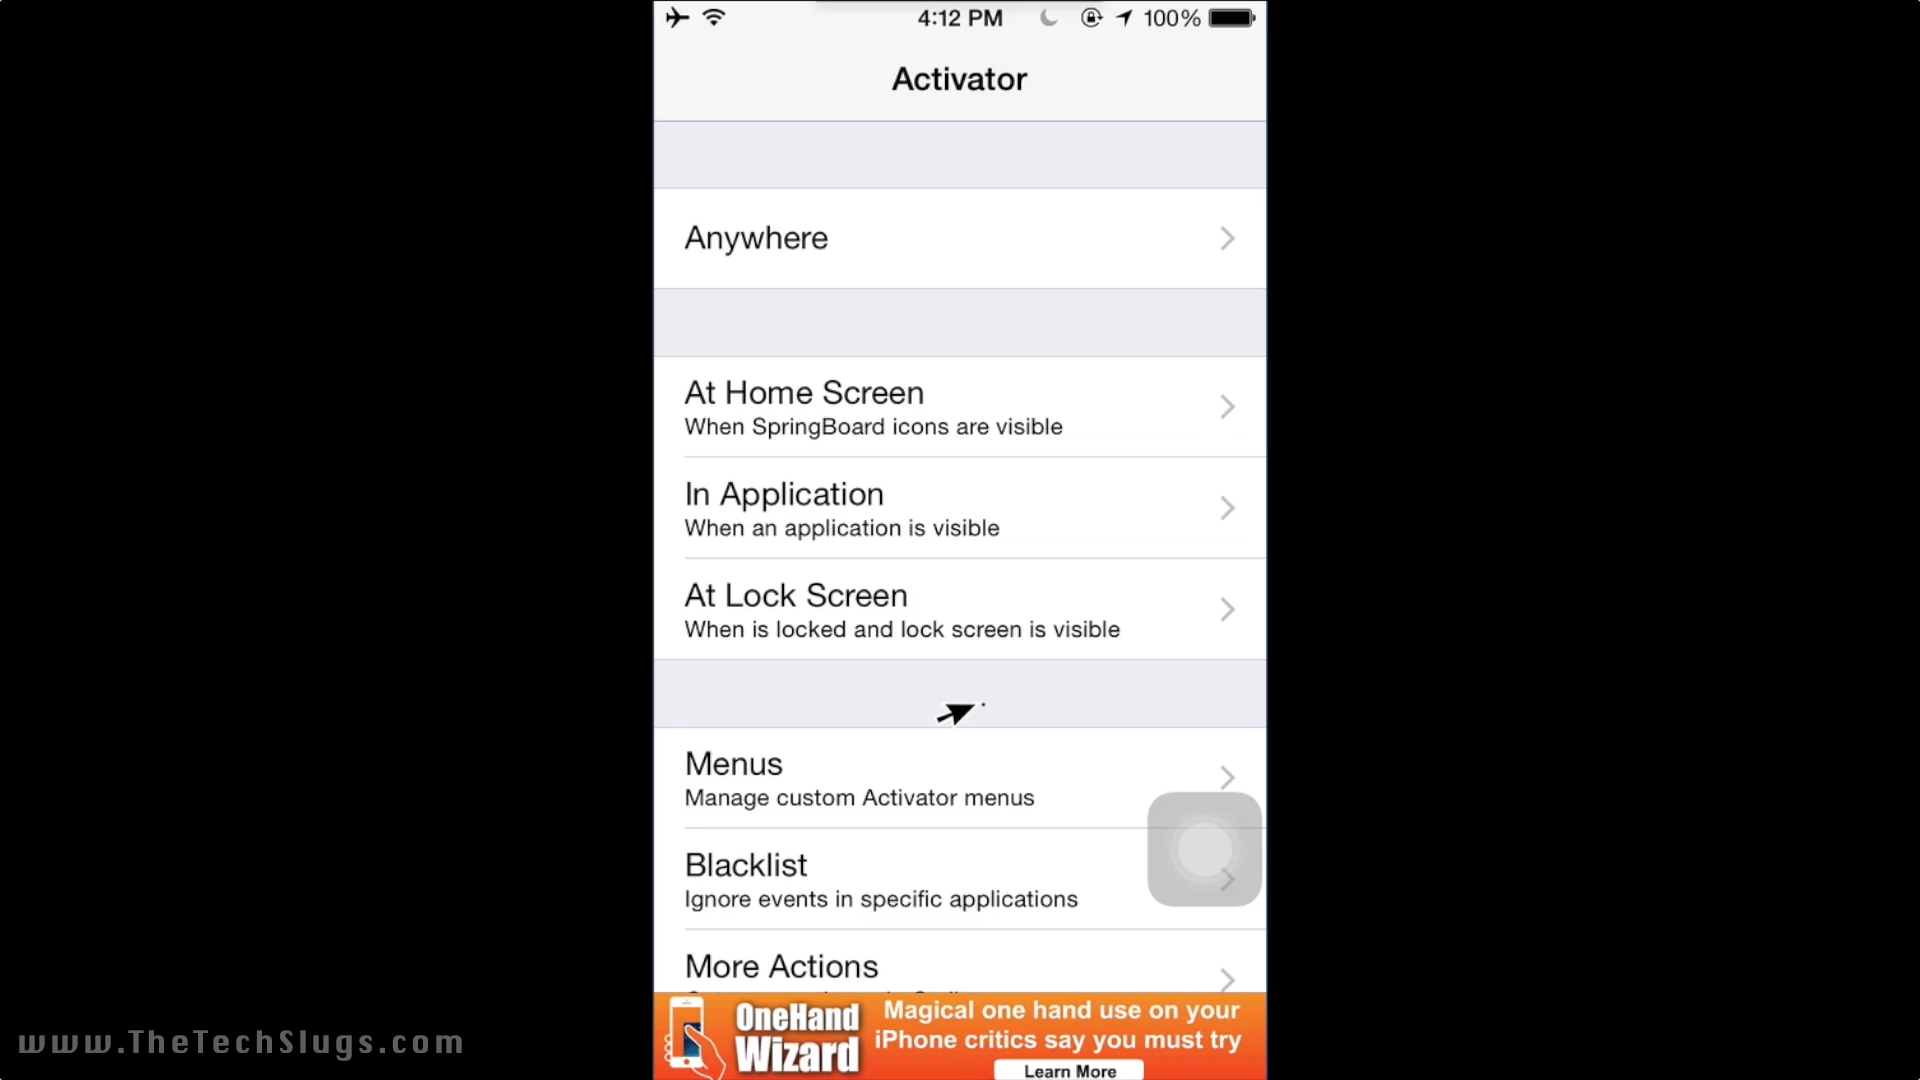 4:12 PM
100%
Activator
Anywhere
At Home Screen
When SpringBoard icons are visible
In Application
When an application is visible
At Lock Screen
When is locked and lock screen is visible
Menus
Manage custom Activator menus
Blacklist
Ignore events in specific applications
More Actions
OneHand
Wizard
Magical one hand use on your
iPhone critics say you must try
Learn More
www.TheTechSlugs.com